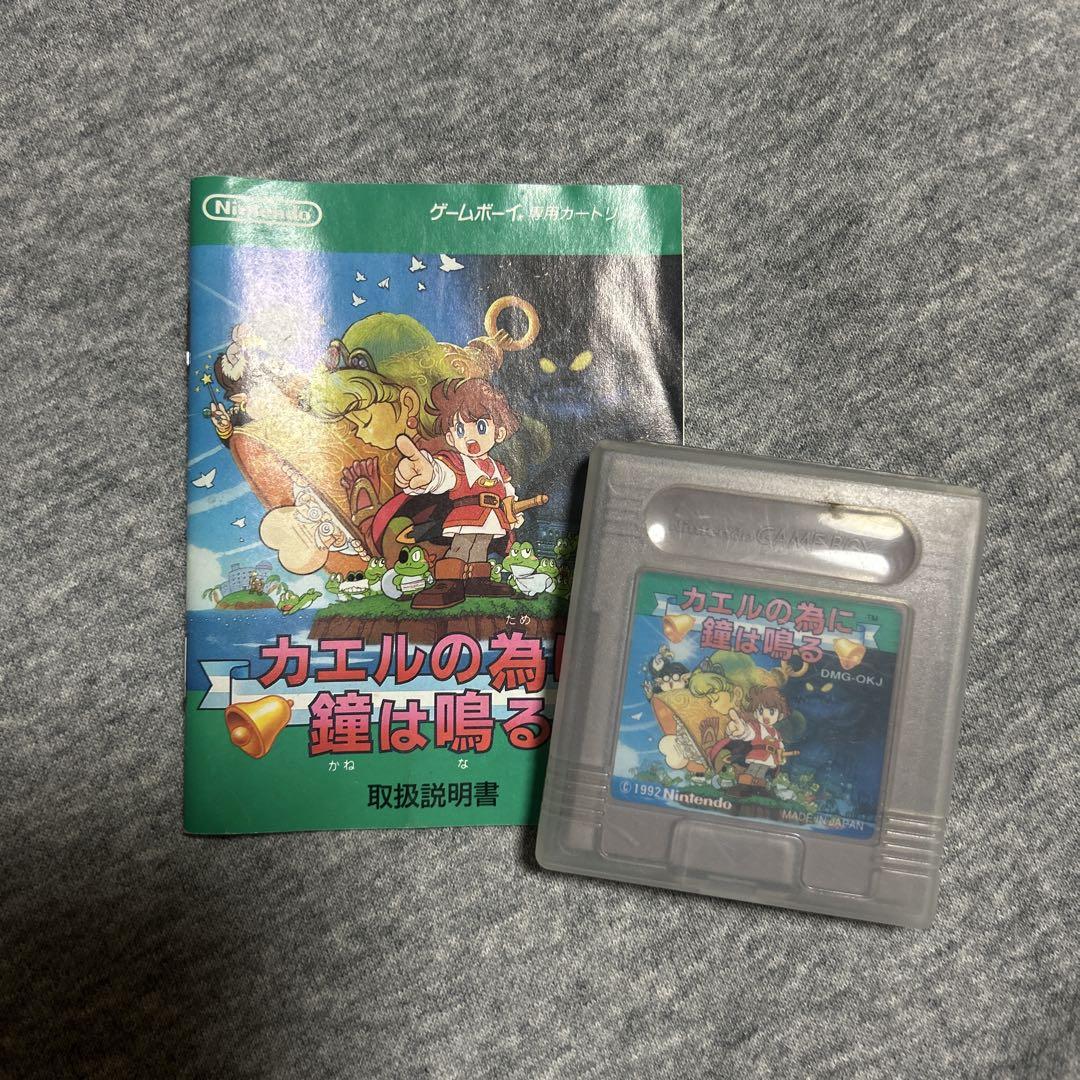 Nintendo
ゲームボーイ® 専用カートリ
ため
カエルの為に
鐘は鳴る
かね な
取扱説明書
Nintendo GAME BOY
カエルの為に
鐘は鳴る
TM
DMG-OKJ
©1992 Nintendo
MADE IN JAPAN